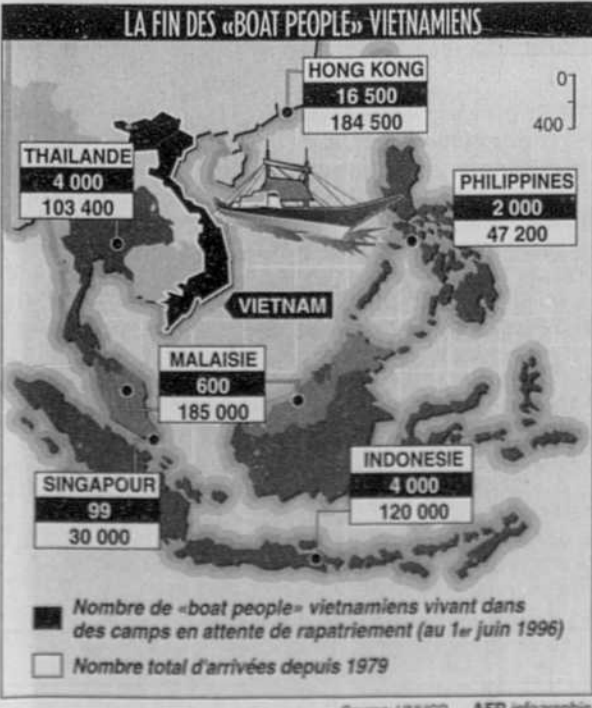 LA FIN DES «BOAT PEOPLE» VIETNAMIENS
HONG KONG
16 500
184 500
0
400
THAILANDE
4 000
103 400
PHILIPPINES
2 000
47 200
VIETNAM
MALAISIE
600
185 000
SINGAPOUR
99
30 000
INDONESIE
4 000
120 000
Nombre de «boat people» vietnamiens vivant dans
des camps en attente de rapatriement (au 1er juin 1996)
Nombre total d'arrivées depuis 1979
AFP infographie